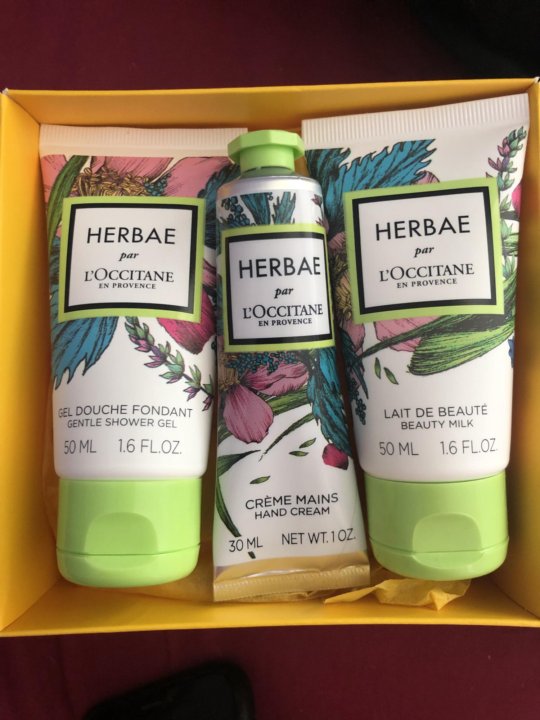 HERBAE
par
L'OCCITANE
EN PROVENCE
GEL DOUCHE FONDANT
GENTLE SHOWER GEL
50 ML 1.6 FL.OZ.
HERBAE
par
L'OCCITANE
EN PROVENCE
CRÈME MAINS
HAND CREAM
30 ML NET WT. 1 OZ.
HERBAE
par
L'OCCITANE
EN PROVENCE
LAIT DE BEAUTÉ
BEAUTY MILK
50 ML 1.6 FL.OZ.